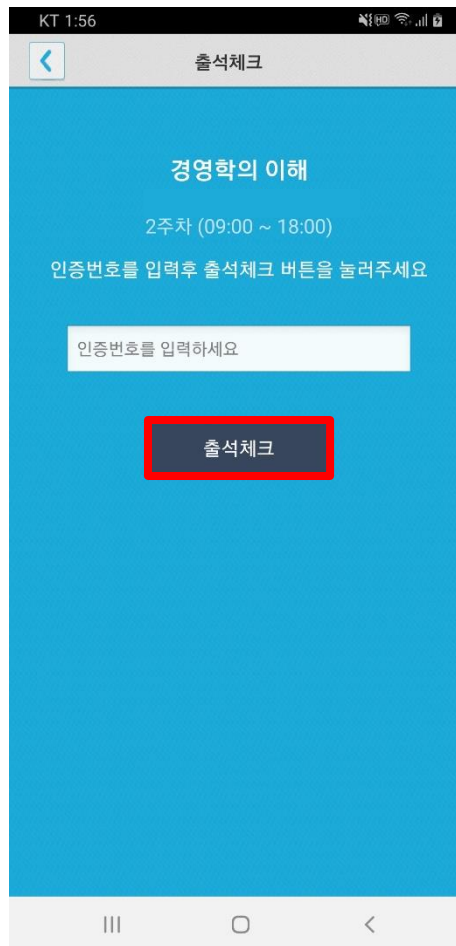 KT 1:56
출석체크
경영학의 이해
2주차 (09:00 ~ 18:00)
인증번호를 입력후 출석체크 버튼을 눌러주세요
인증번호를 입력하세요
출석체크